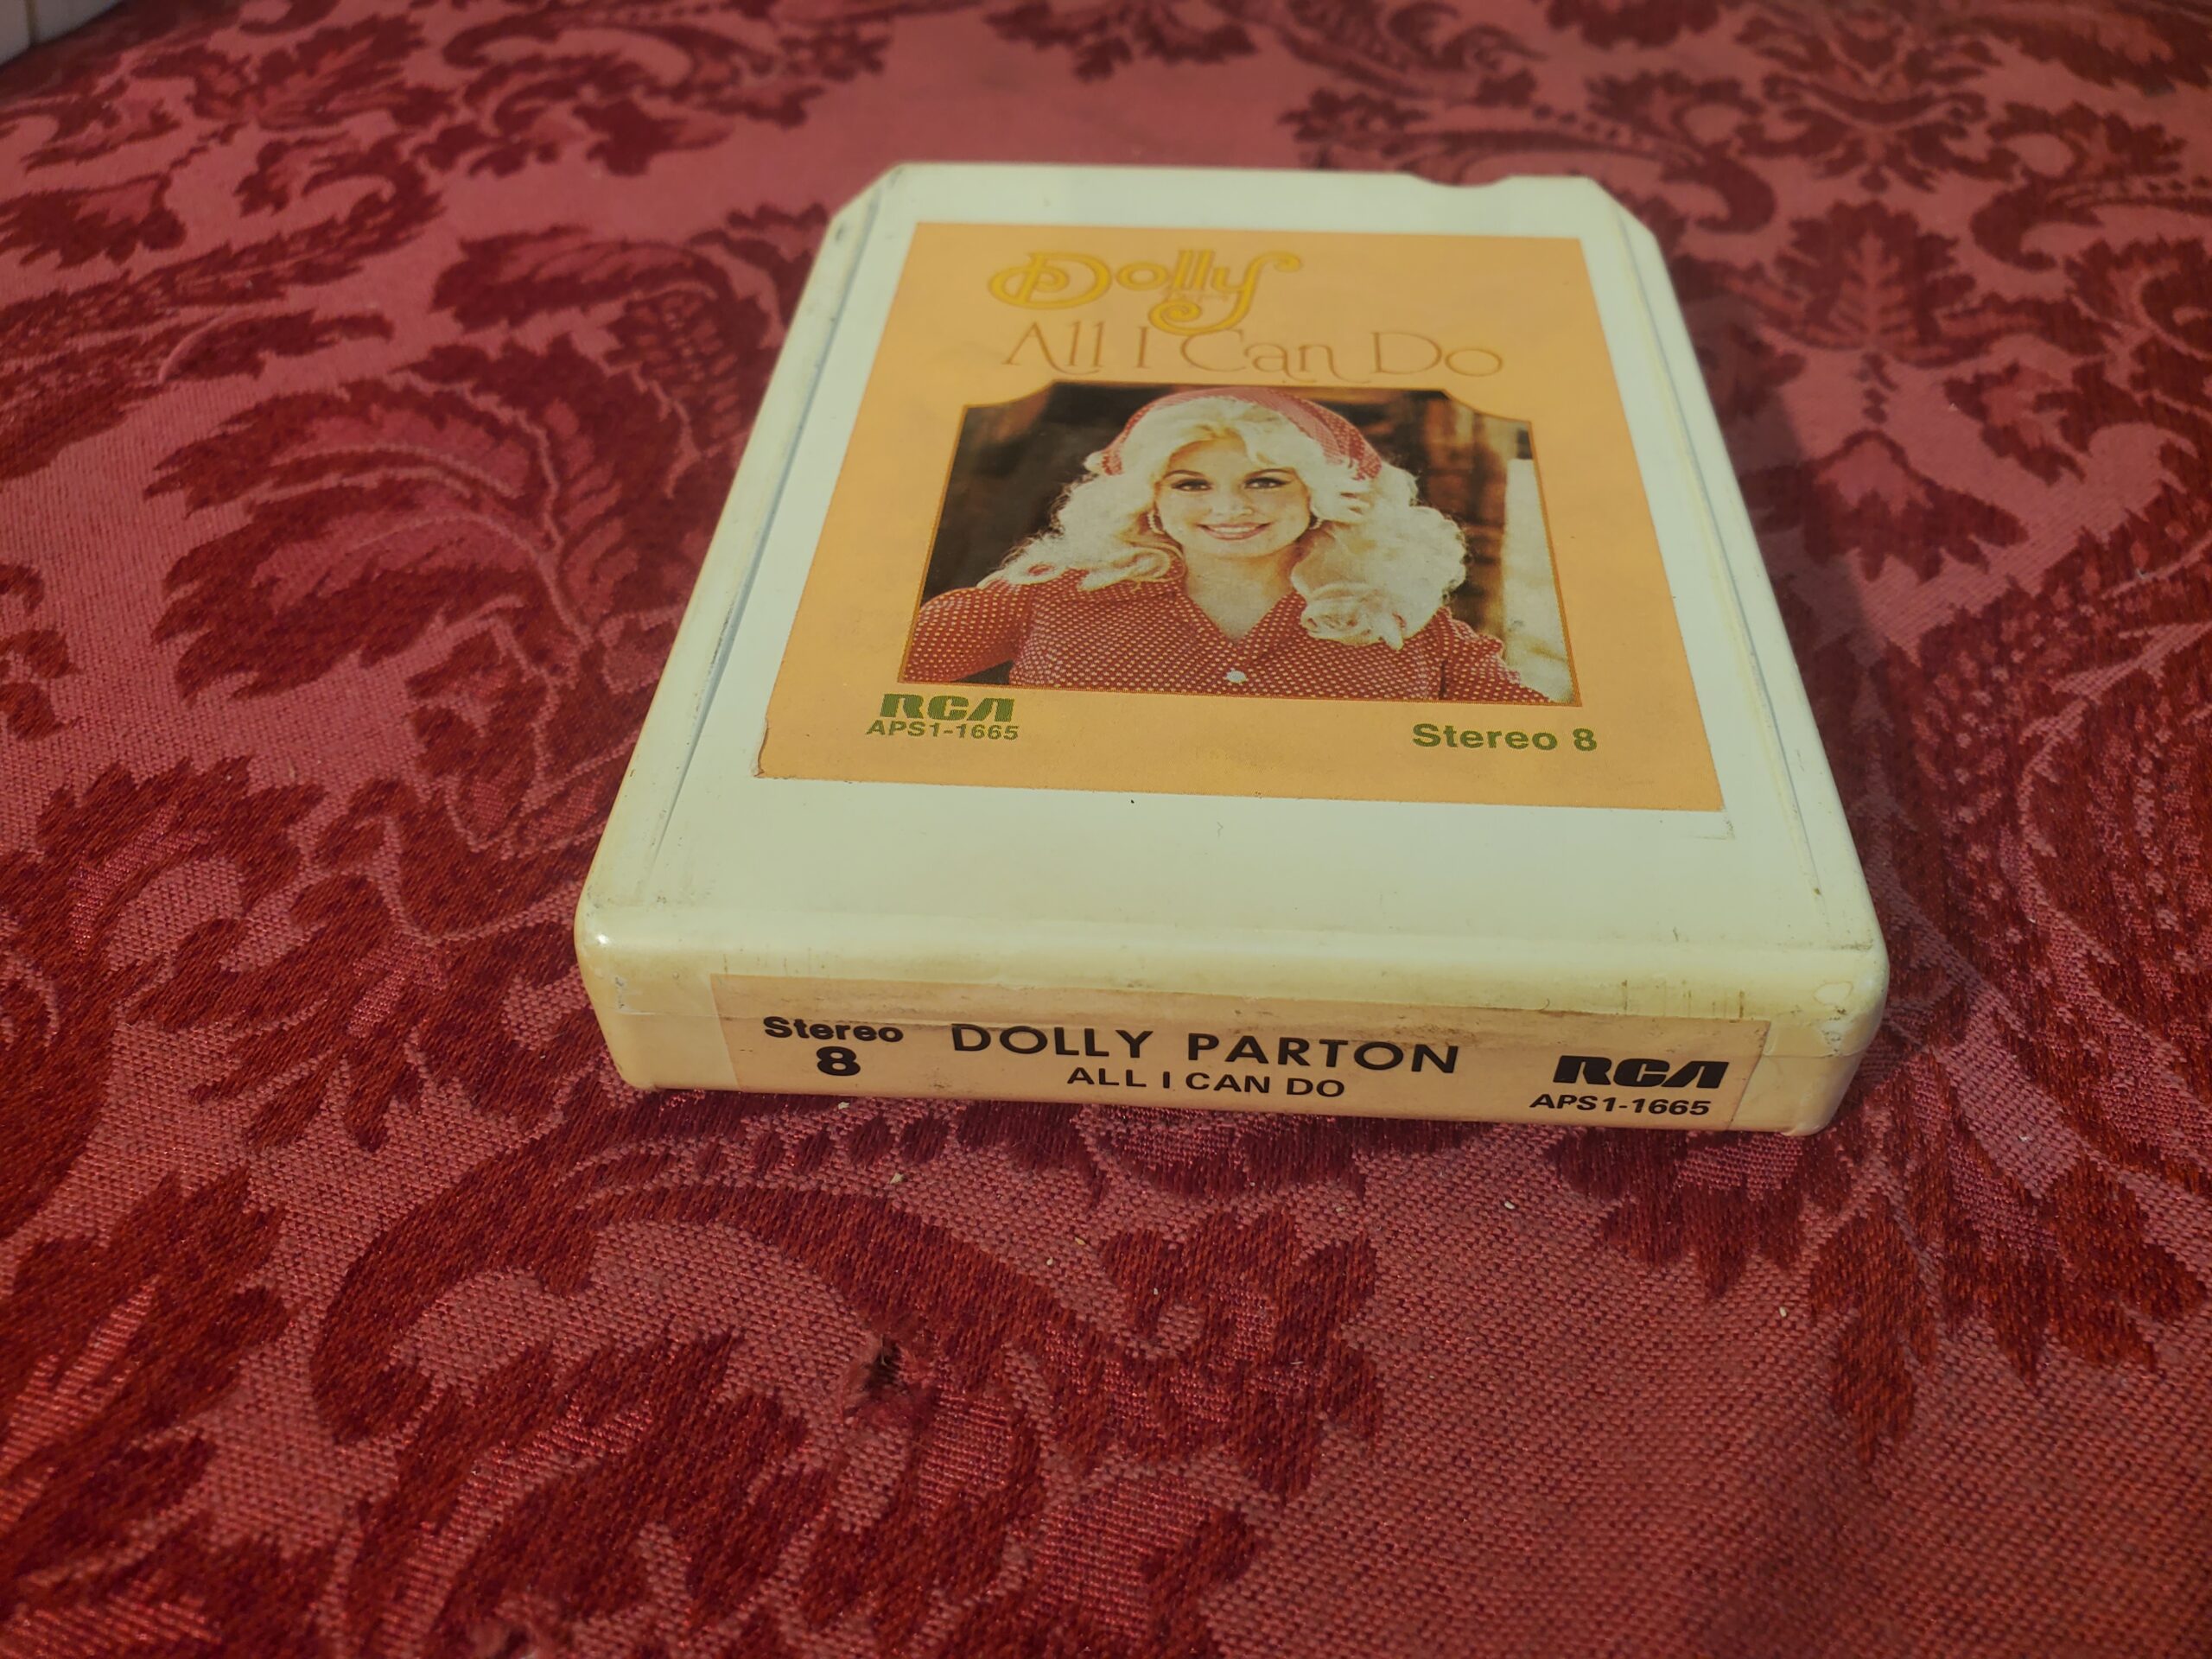 Dolly
All I Can Do
RCA
APS1-1665
Stereo 8
Stereo
8
DOLLY PARTON
ALL I CAN DO
RCA
APS1-1665